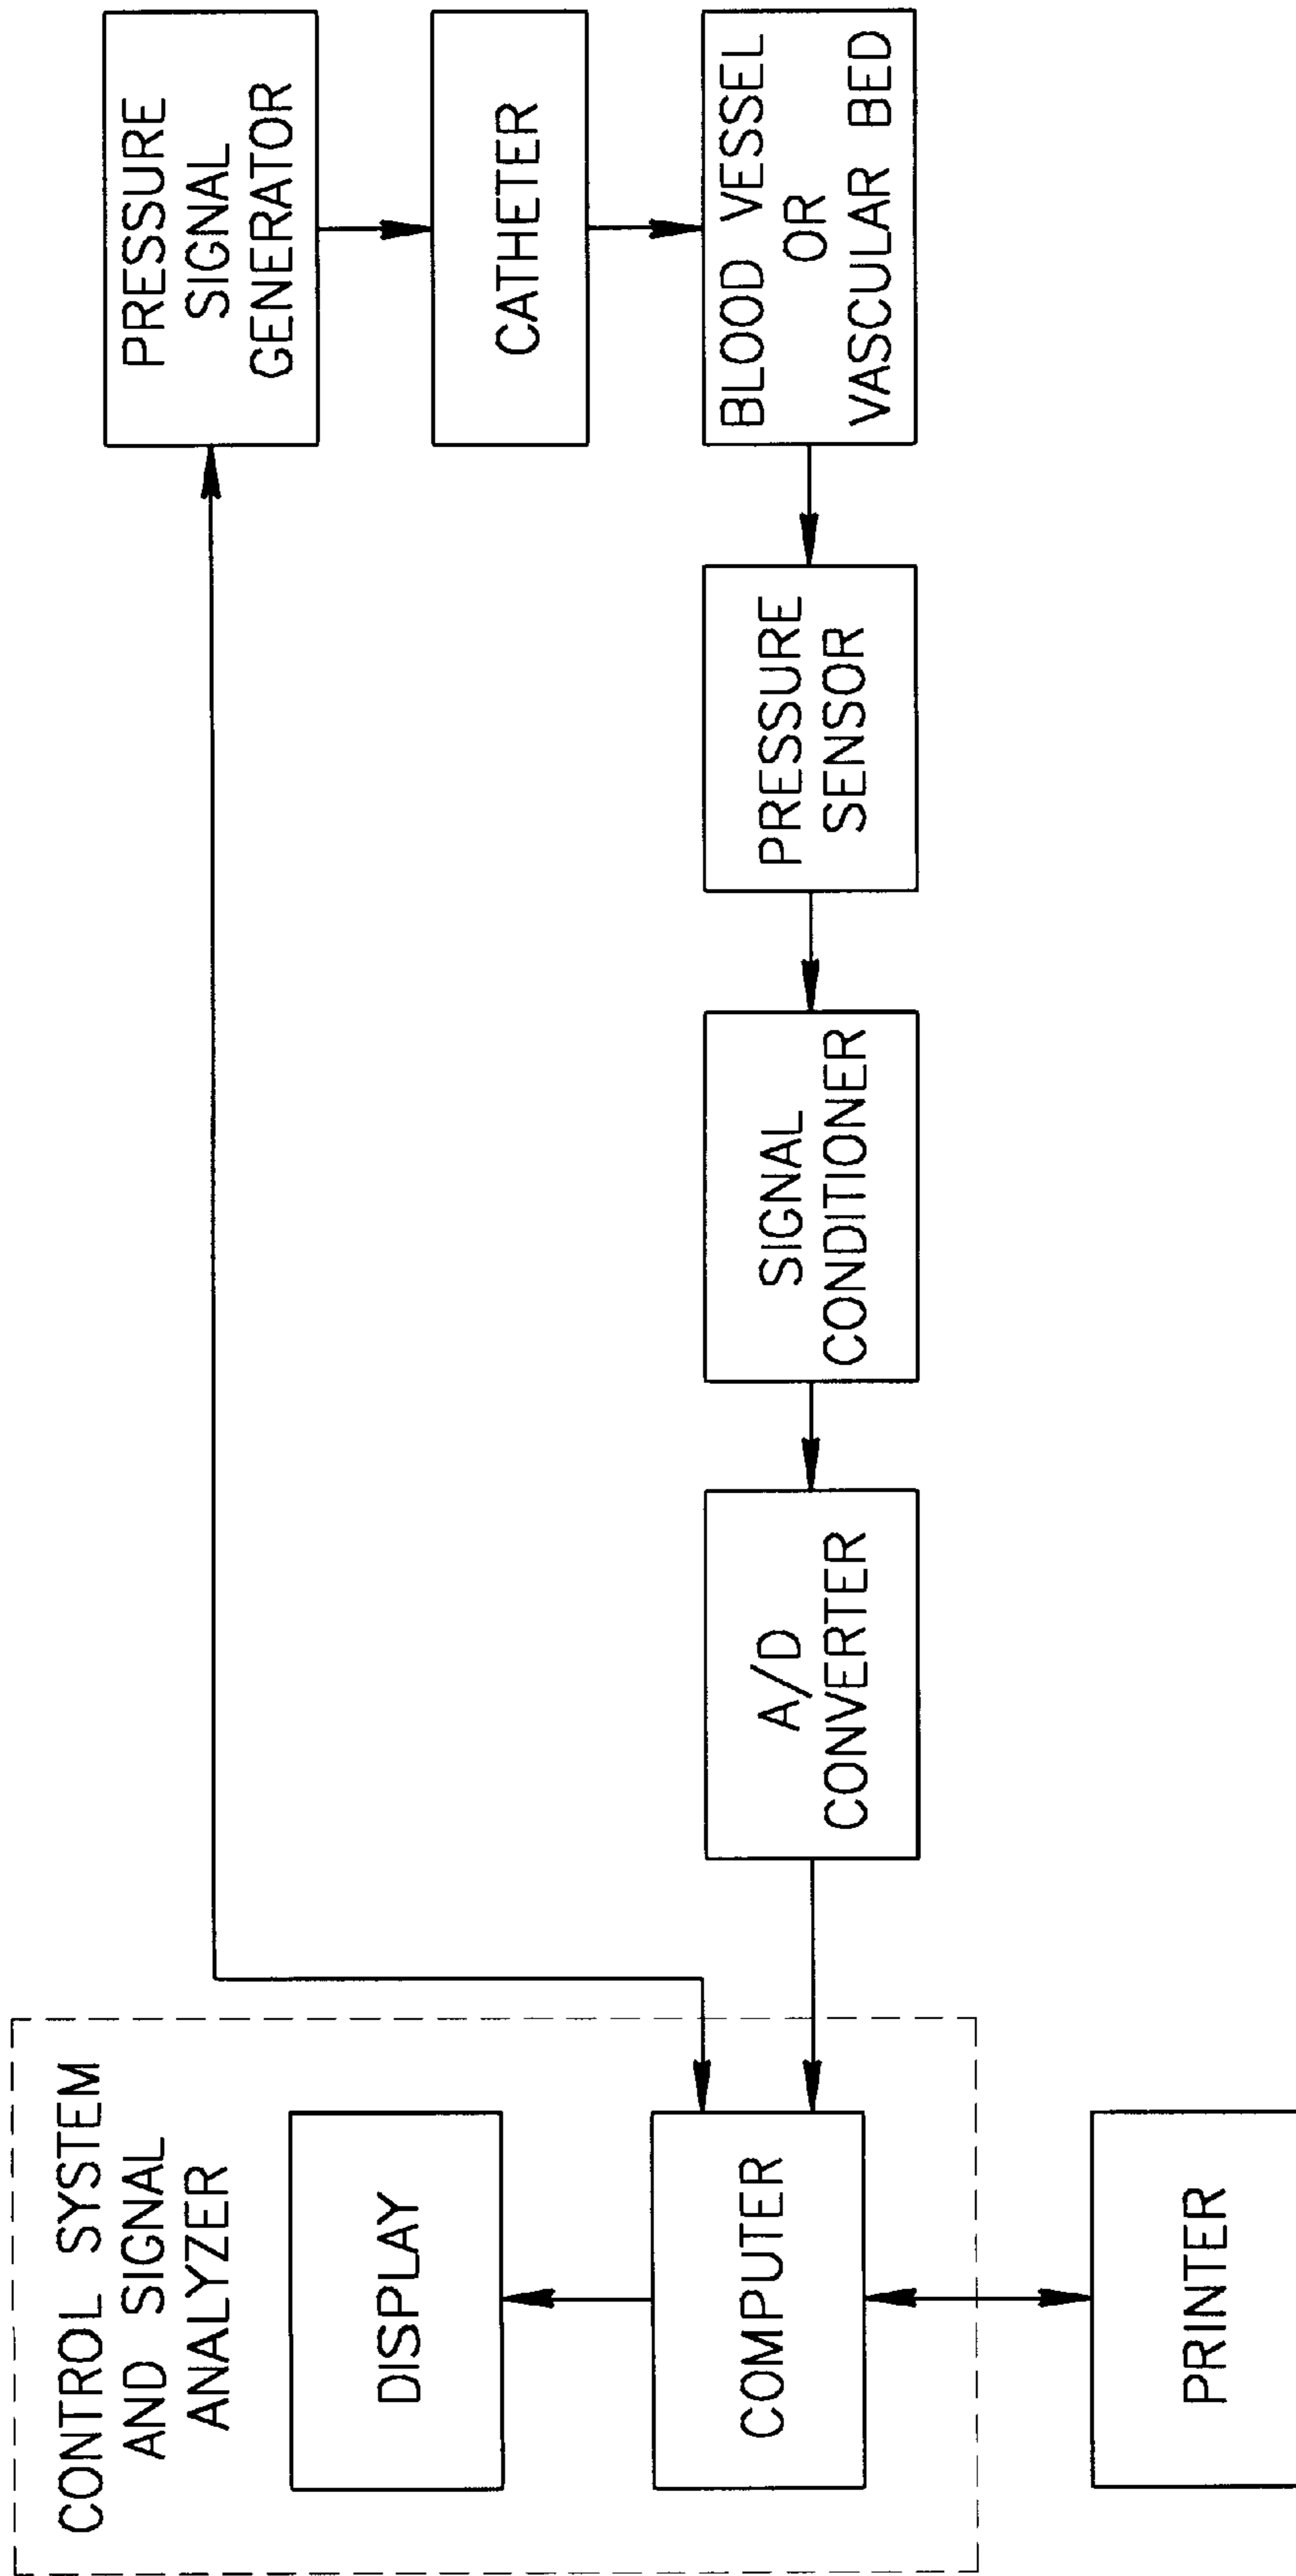 CONTROL SYSTEM
AND SIGNAL
ANALYZER
DISPLAY
COMPUTER
PRINTER
A/D
CONVERTER
SIGNAL
CONDITIONER
PRESSURE
SENSOR
PRESSURE
SIGNAL
GENERATOR
CATHETER
BLOOD VESSEL
OR
VASCULAR BED